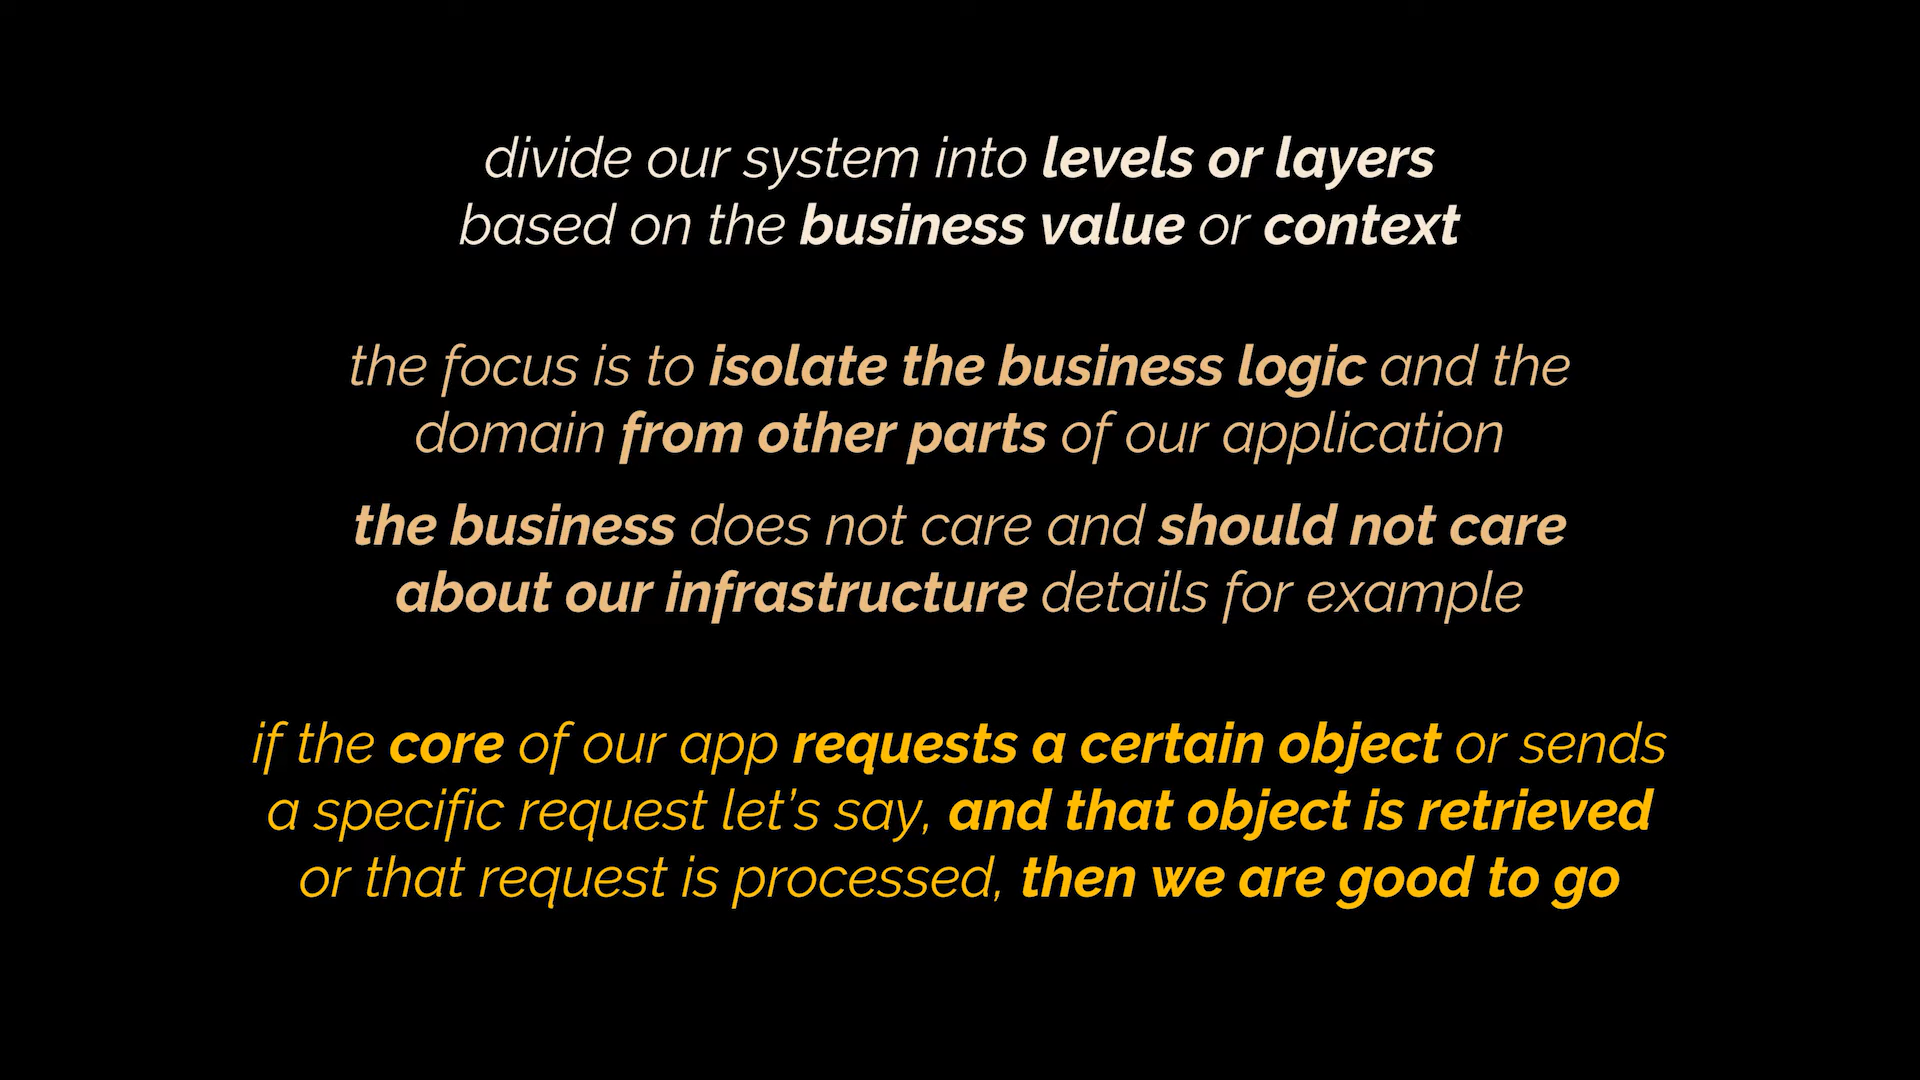 divide our system into levels or layers
based on the business value or context
the focus is to isolate the business logic and the
domain from other parts of our application
the business does not care and should not care
about our infrastructure details for example
if the core of our app requests a certain object or sends
a specific request let’s say, and that object is retrieved
or that request is processed, then we are good to go